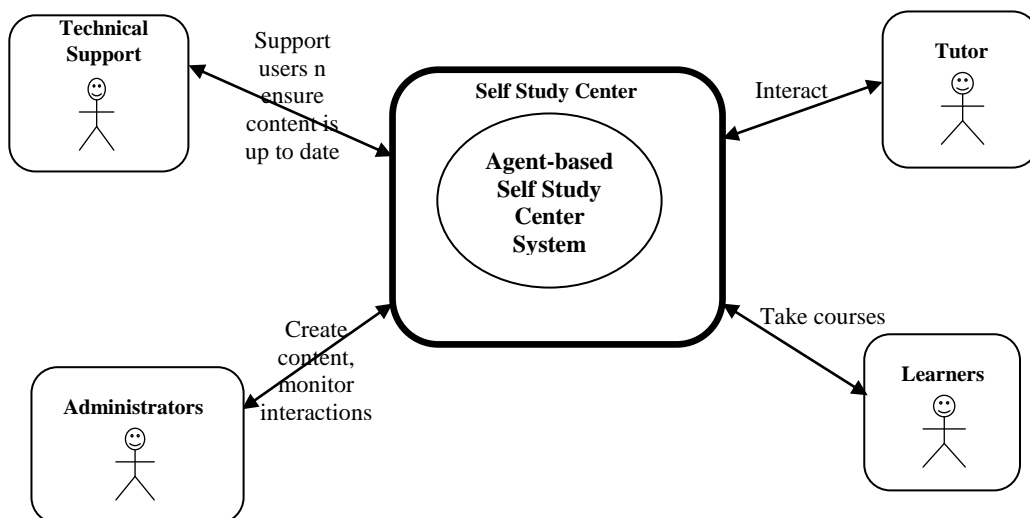 Technical
Support
Support
users n
ensure
content is
up to date
Self Study Center
Agent-based
Self Study
Center
System
Interact
Tutor
Create
content,
monitor
interactions
Administrators
Take courses
Learners